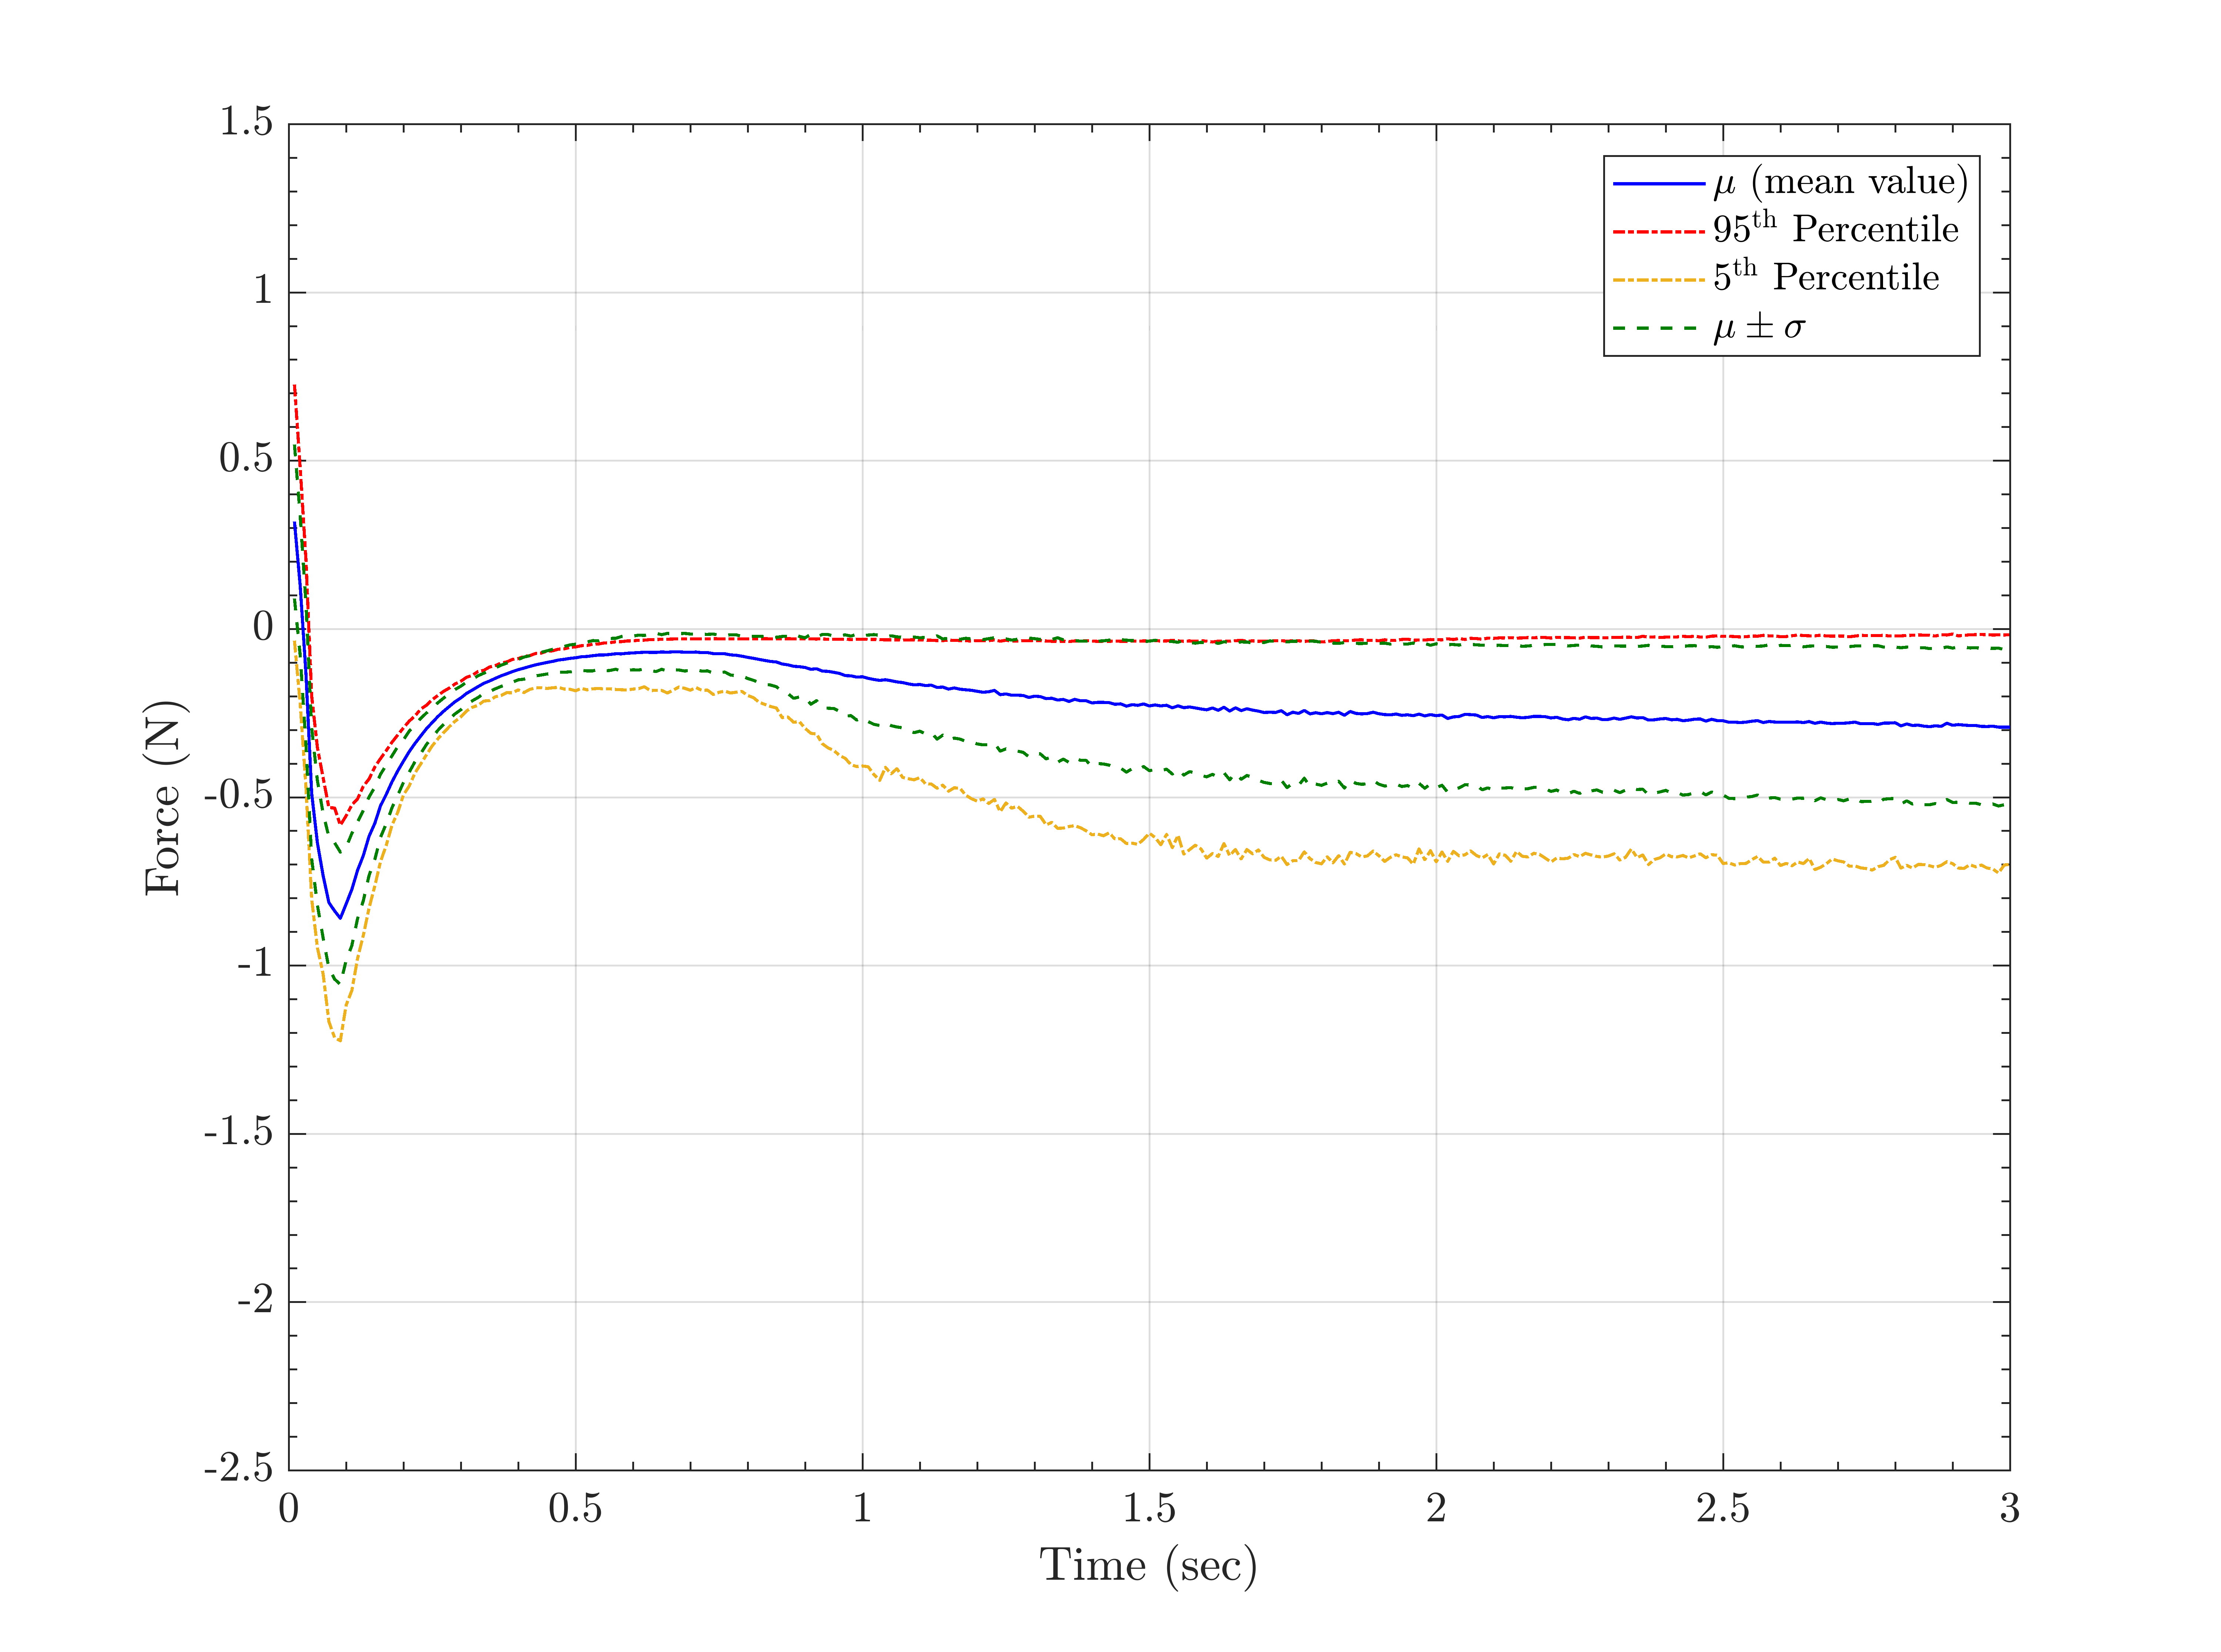 1.5
1
0.5
0
-0.5
-1
-1.5
-2
-2.5
0 0.5 1 1.5 2 2.5 3
Force (N)
Time (sec)
μ (mean value)
95th Percentile
5th Percentile
μ ± σ